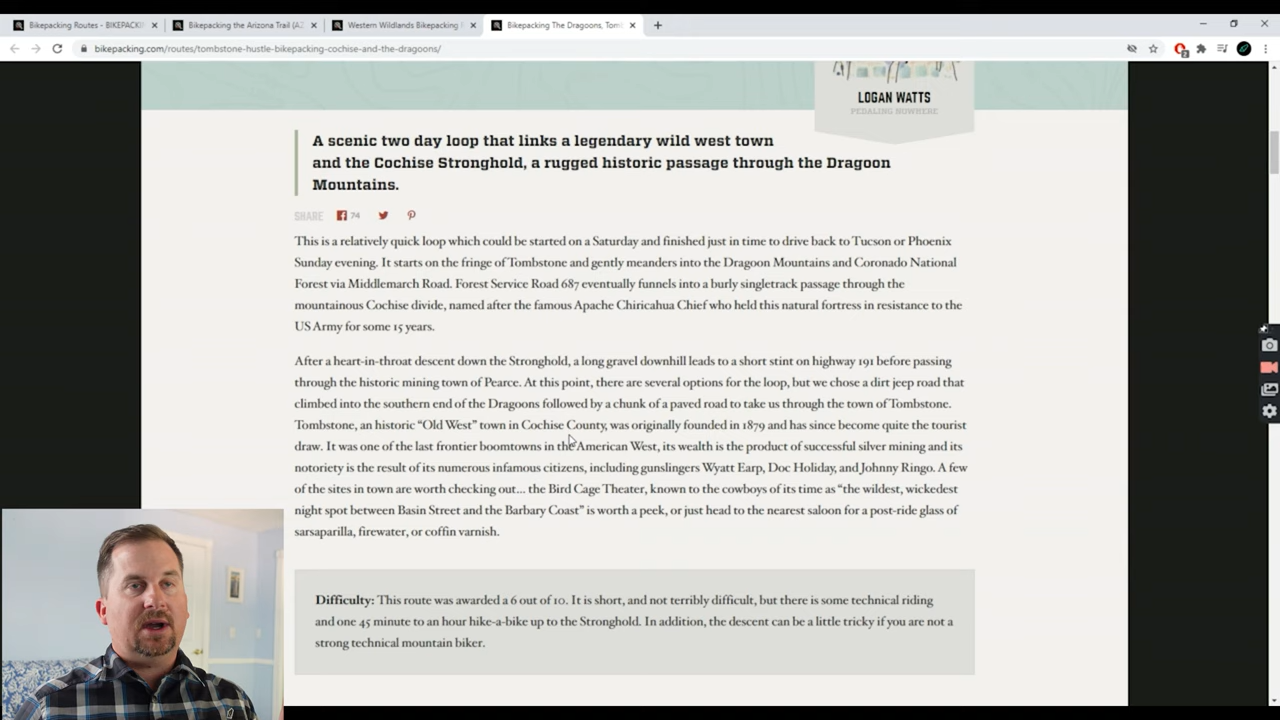 Bikepacking Routes - BIKEPACKIN
Bikepacking the Arizona Trail (AZ
Western Wildlands Bikepacking
Bikepacking The Dragoons, Tom
bikepacking.com/routes/tombstone-hustle-bikepacking-cochise-and-the-dragoons/
2
LOGAN WATTS
PEDALING NOWHERE
A scenic two day loop that links a legendary wild west town
and the Cochise Stronghold, a rugged historic passage through the Dragoon
Mountains.
SHARE 74
This is a relatively quick loop which could be started on a Saturday and finished just in time to drive back to Tucson or Phoenix
Sunday evening. It starts on the fringe of Tombstone and gently meanders into the Dragoon Mountains and Coronado National
Forest via Middlemarch Road. Forest Service Road 687 eventually funnels into a burly singletrack passage through the
mountainous Cochise divide, named after the famous Apache Chiricahua Chief who held this natural fortress in resistance to the
US Army for some 15 years.
After a heart-in-throat descent down the Stronghold, a long gravel downhill leads to a short stint on highway 191 before passing
through the historic mining town of Pearce. At this point, there are several options for the loop, but we chose a dirt jeep road that
climbed into the southern end of the Dragoons followed by a chunk of a paved road to take us through the town of Tombstone.
Tombstone, an historic “Old West” town in Cochise County, was originally founded in 1879 and has since become quite the tourist
draw. It was one of the last frontier boomtowns in the American West, its wealth is the product of successful silver mining and its
notoriety is the result of its numerous infamous citizens, including gunslingers Wyatt Earp, Doc Holiday, and Johnny Ringo. A few
of the sites in town are worth checking out… the Bird Cage Theater, known to the cowboys of its time as “the wildest, wickedest
night spot between Basin Street and the Barbary Coast” is worth a peek, or just head to the nearest saloon for a post-ride glass of
sarsaparilla, firewater, or coffin varnish.
Difficulty: This route was awarded a 6 out of 10. It is short, and not terribly difficult, but there is some technical riding
and one 45 minute to an hour hike-a-bike up to the Stronghold. In addition, the descent can be a little tricky if you are not a
strong technical mountain biker.